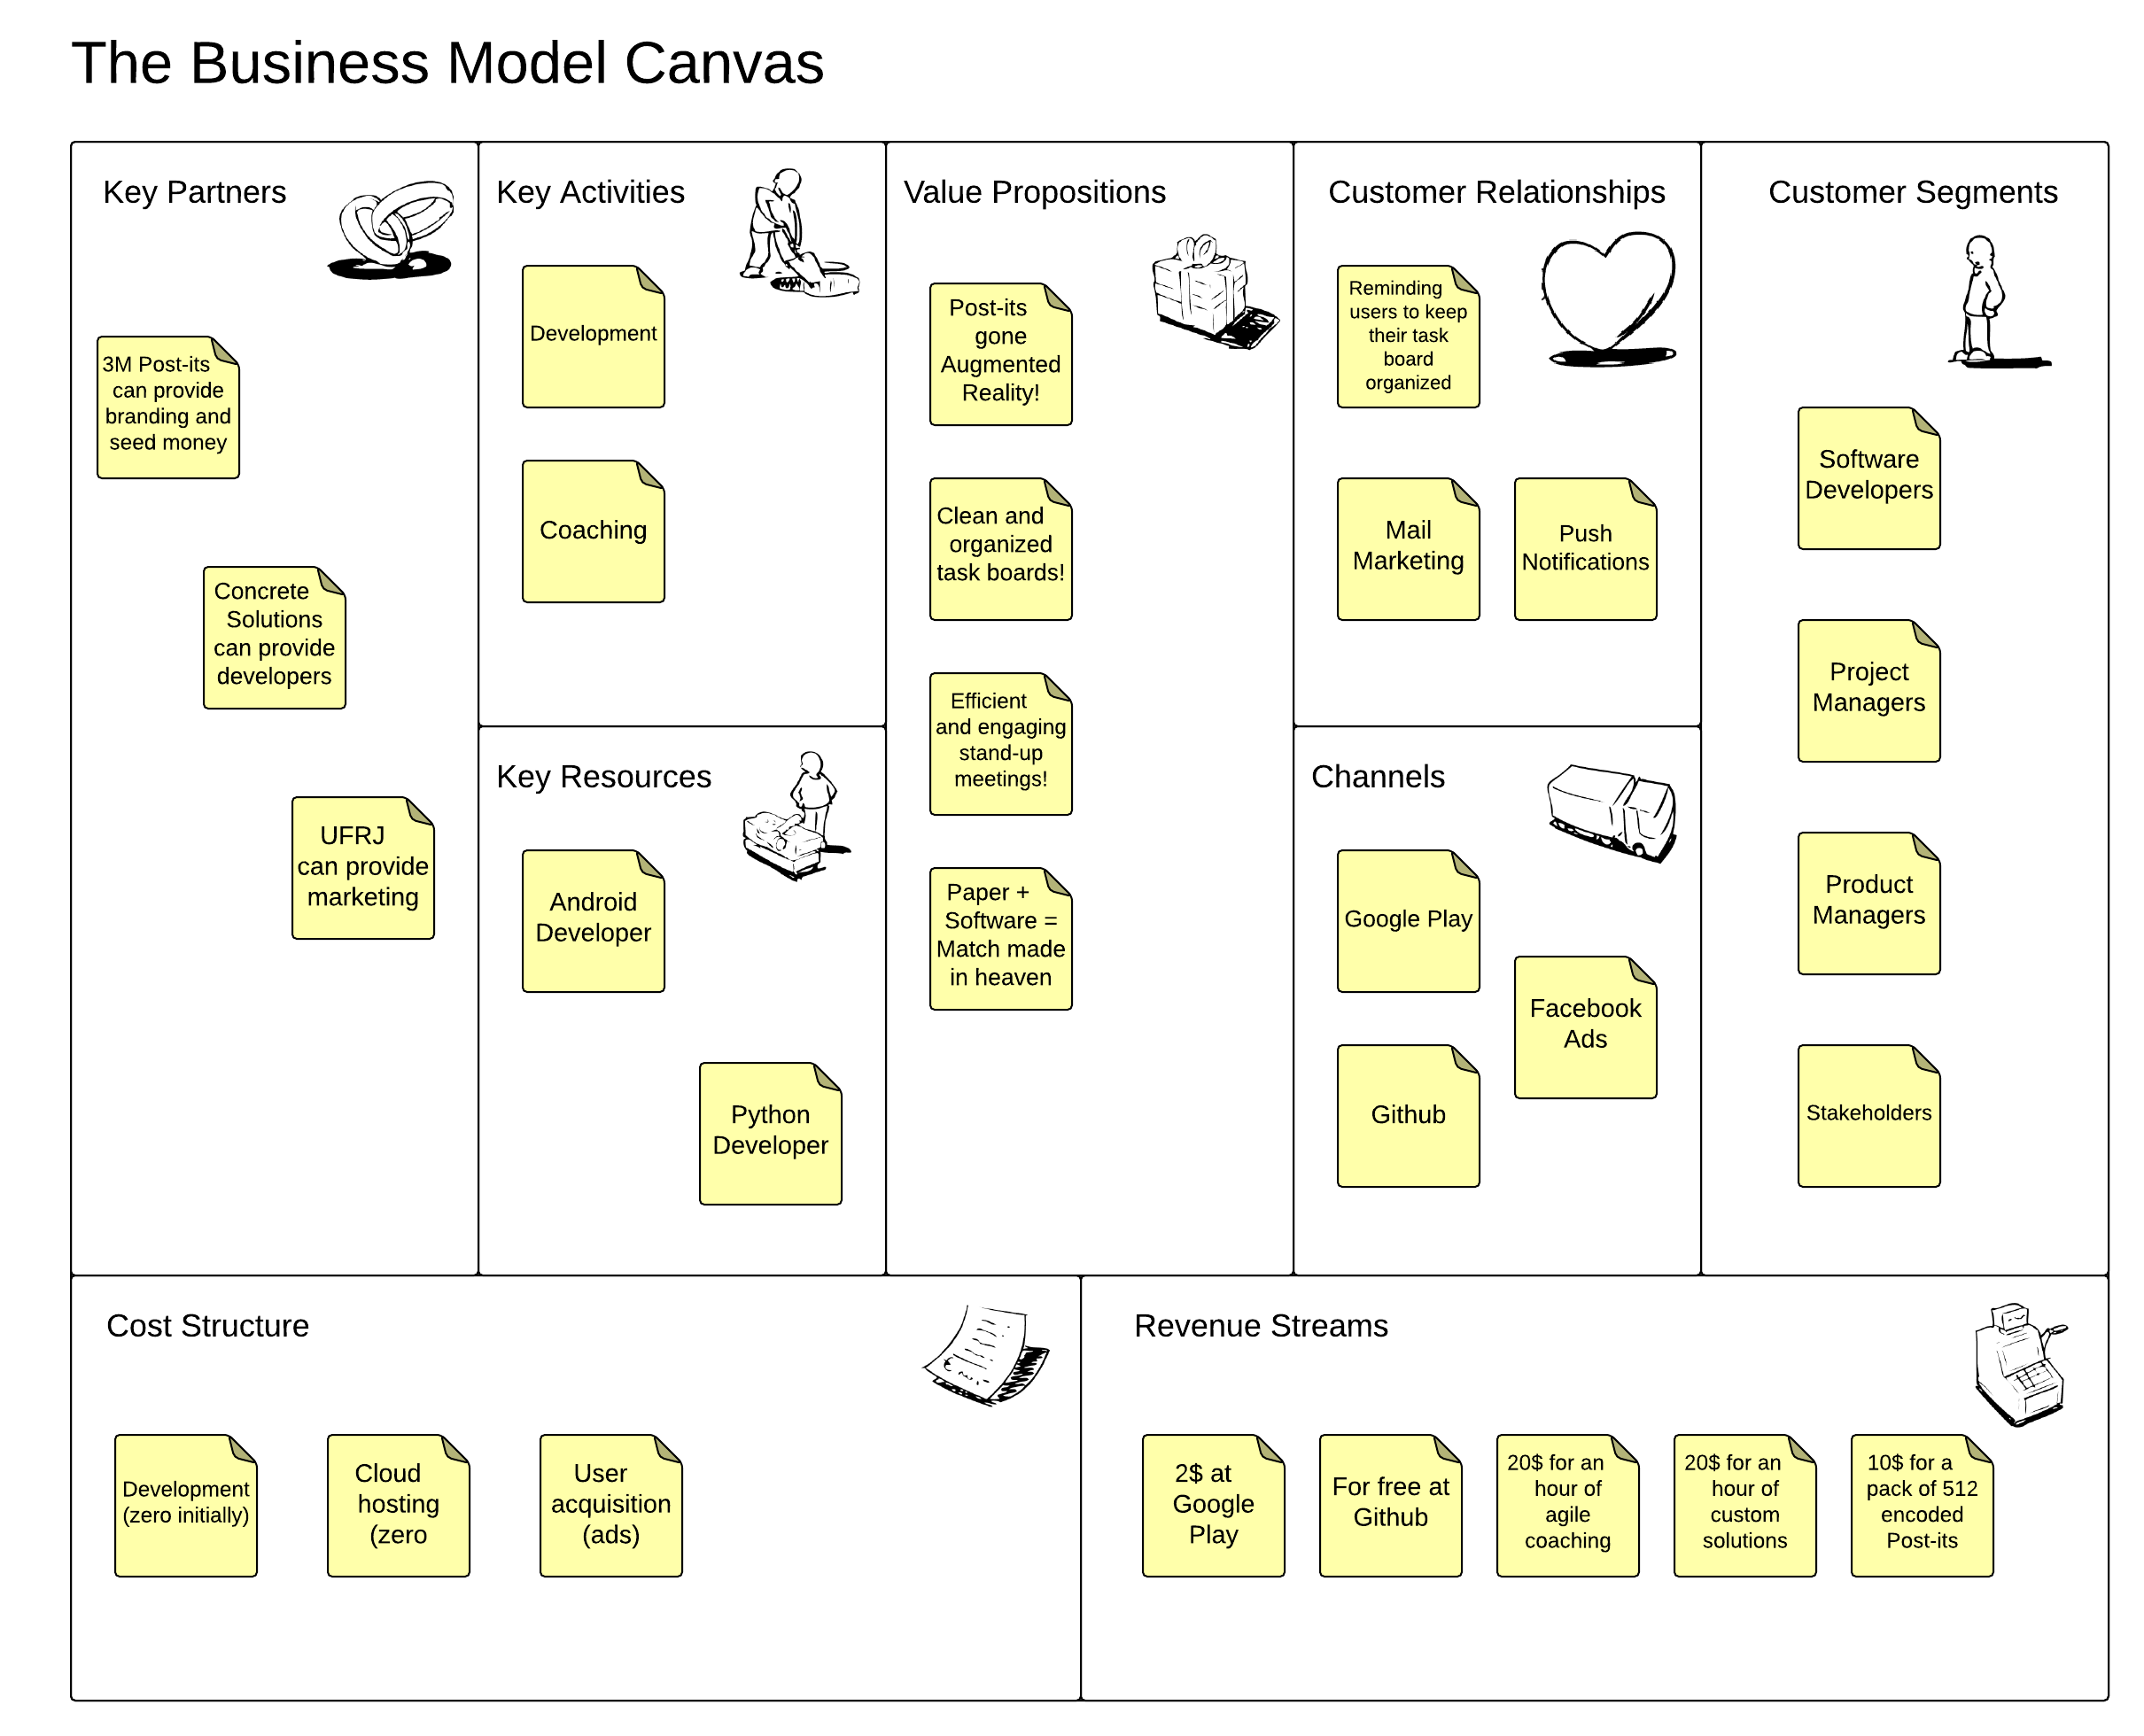 The Business Model Canvas
Key Partners
3M Post-its
can provide
branding and
seed money
Concrete
Solutions
can provide
developers
UFRJ
can provide
marketing
Key Activities
Development
Coaching
Key Resources
Android
Developer
Python
Developer
Value Propositions
Post-its
gone
Augmented
Reality!
Clean and
organized
task boards!
Efficient
and engaging
stand-up
meetings!
Paper +
Software =
Match made
in heaven
Customer Relationships
Reminding
users to keep
their task
board
organized
Mail
Marketing
Push
Notifications
Channels
Google Play
Facebook
Ads
Github
Customer Segments
Software
Developers
Project
Managers
Product
Managers
Stakeholders
Cost Structure
Development
(zero initially)
Cloud
hosting
(zero
User
acquisition
(ads)
Revenue Streams
2$ at
Google
Play
For free at
Github
20$ for an
hour of
agile
coaching
20$ for an
hour of
custom
solutions
10$ for a
pack of 512
encoded
Post-its